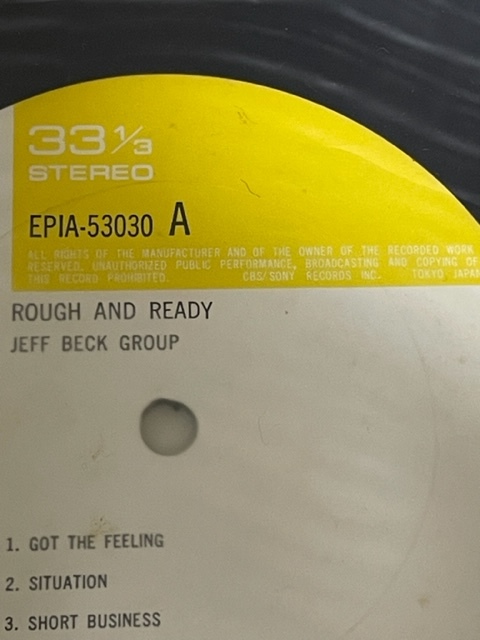 33 1/3
STEREO
EPIA-53030 A
ALL RIGHTS OF THE MANUFACTURER AND OF THE OWNER OF THE RECORDED WORK
RESERVED. UNAUTHORIZED PUBLIC PERFORMANCE, BROADCASTING AND COPYING OF
THIS RECORD PROHIBITED. CBS/SONY RECORDS INC. TOKYO JAPAN
ROUGH AND READY
JEFF BECK GROUP
1. GOT THE FEELING
2. SITUATION
3. SHORT BUSINESS